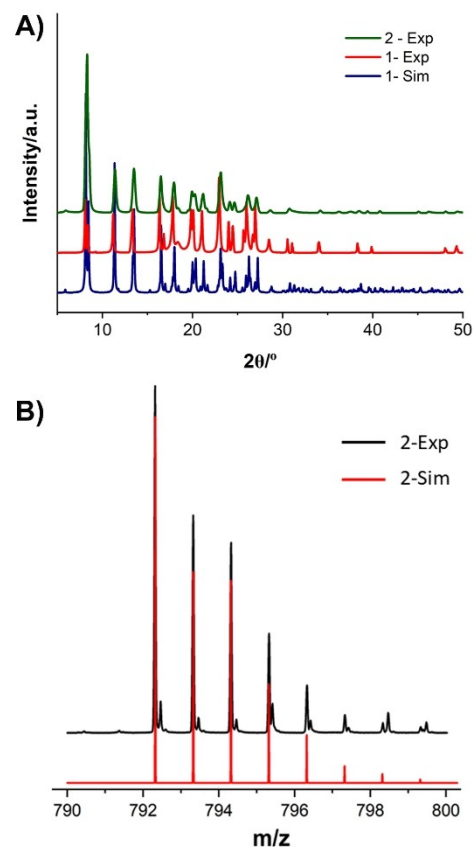 A)
2 - Exp
1- Exp
1- Sim
Intensity/a.u.
10 20 30 40 50
2θ/º
B)
2-Exp
2-Sim
790 792 794 796 798 800
m/z